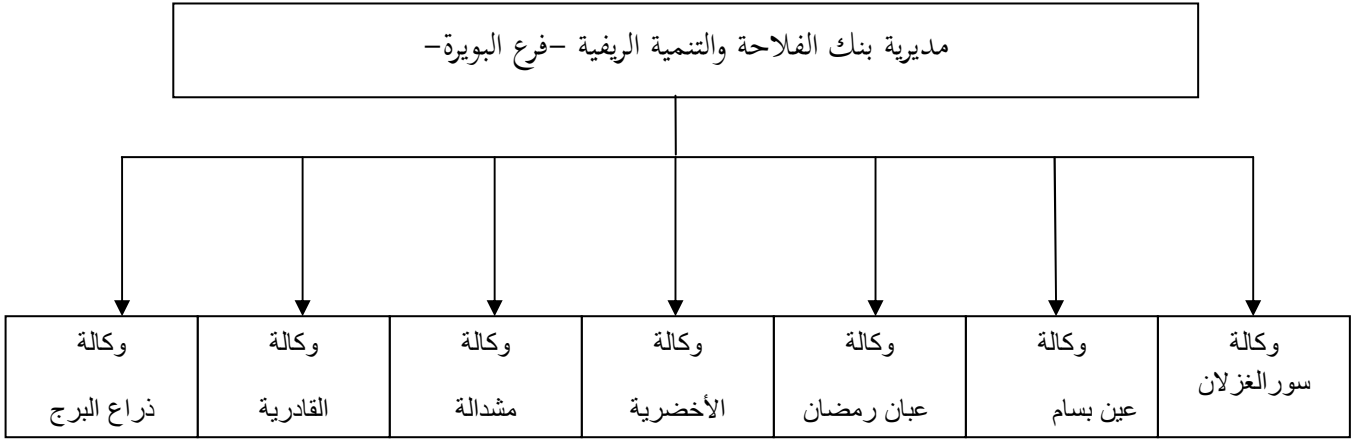 مديرية بنك الفلاحة والتنمية الريفية –فرع البويرة–
وكالة
سورالغزلان
وكالة
عين بسام
وكالة
عبان رمضان
وكالة
الأخضرية
وكالة
مشدالة
وكالة
القادرية
وكالة
ذراع البرج